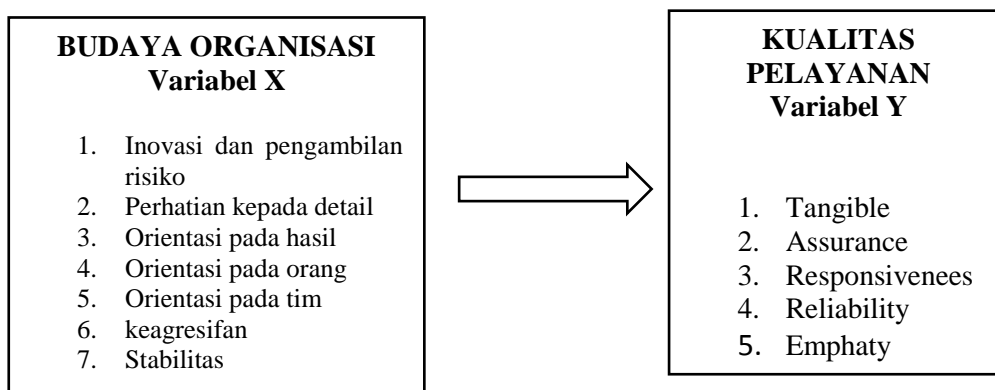 BUDAYA ORGANISASI
Variabel X
1. Inovasi dan pengambilan
risiko
2. Perhatian kepada detail
3. Orientasi pada hasil
4. Orientasi pada orang
5. Orientasi pada tim
6. keagresifan
7. Stabilitas
KUALITAS
PELAYANAN
Variabel Y
1. Tangible
2. Assurance
3. Responsivenees
4. Reliability
5. Emphaty